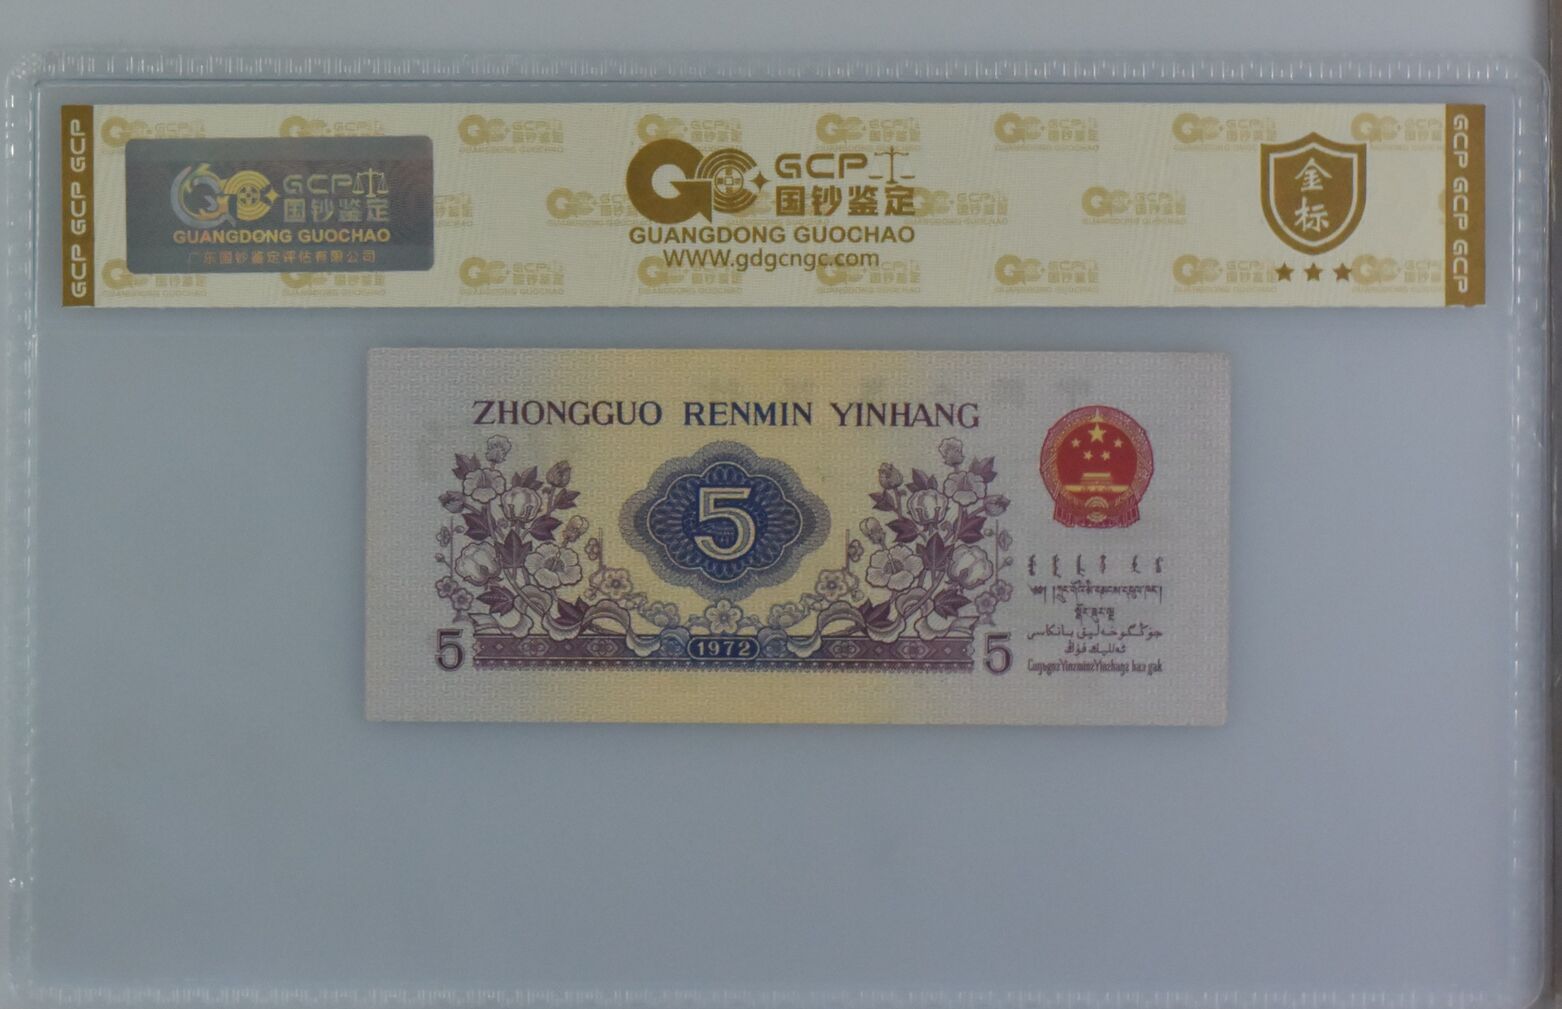 GCP GCP GCP
GCP
国钞鉴定
GUANGDONG GUOCHAO
广东国钞鉴定评估有限公司
GCP
国钞鉴定
GUANGDONG GUOCHAO
WWW.gdgcngc.com
金标
GCP GCP GCP
ZHONGGUO RENMIN YINHANG
5
5
1972
5
جۇڭگوخەلىق بانكاسى